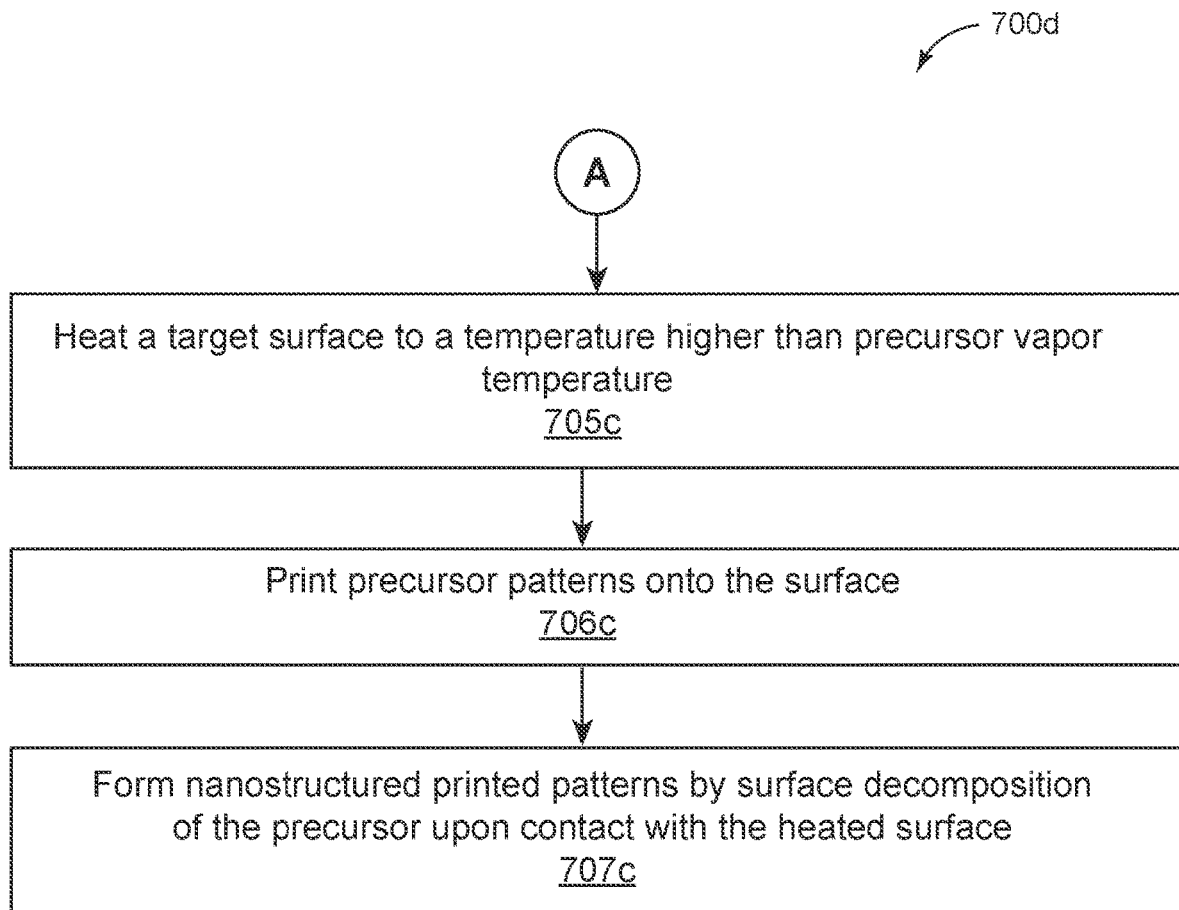 700d
A
Heat a target surface to a temperature higher than precursor vapor
temperature
705c
Print precursor patterns onto the surface
706c
Form nanostructured printed patterns by surface decomposition
of the precursor upon contact with the heated surface
707c